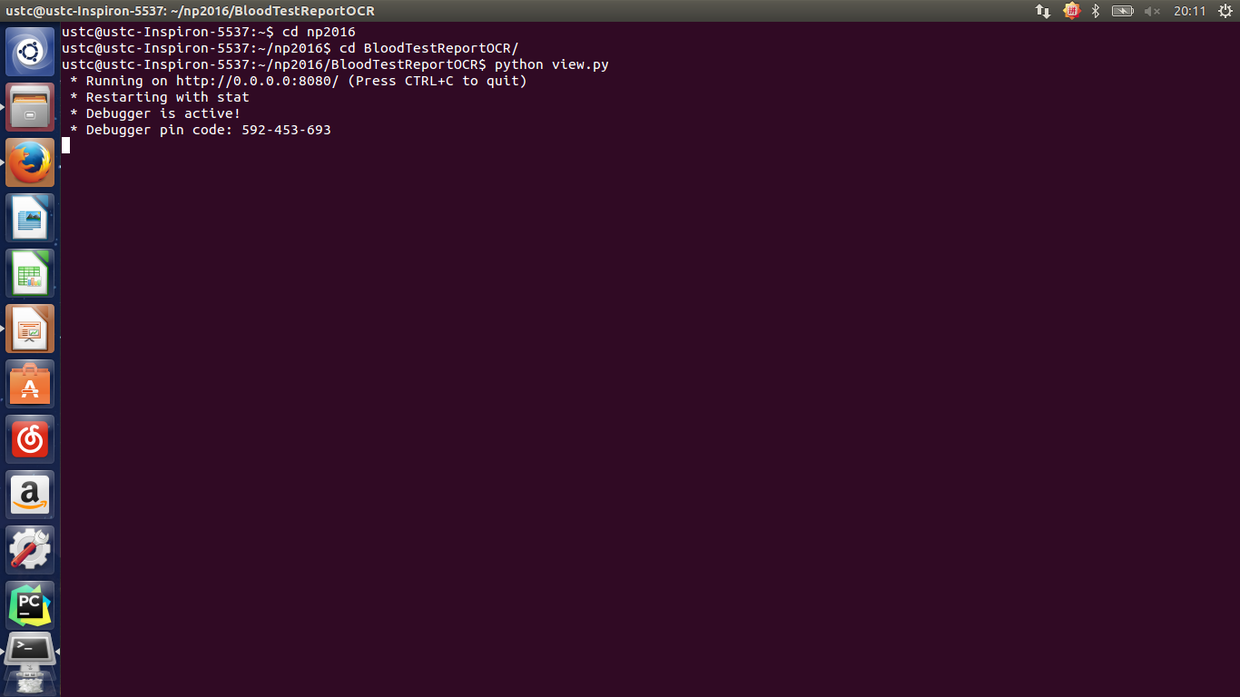 ustc@ustc-Inspiron-5537: ~/np2016/BloodTestReportOCR
拼
20:11
ustc@ustc-Inspiron-5537:~$ cd np2016
ustc@ustc-Inspiron-5537:~/np2016$ cd BloodTestReportOCR/
ustc@ustc-Inspiron-5537:~/np2016/BloodTestReportOCR$ python view.py
 * Running on http://0.0.0.0:8080/ (Press CTRL+C to quit)
 * Restarting with stat
 * Debugger is active!
 * Debugger pin code: 592-453-693
A
a
PC
>_